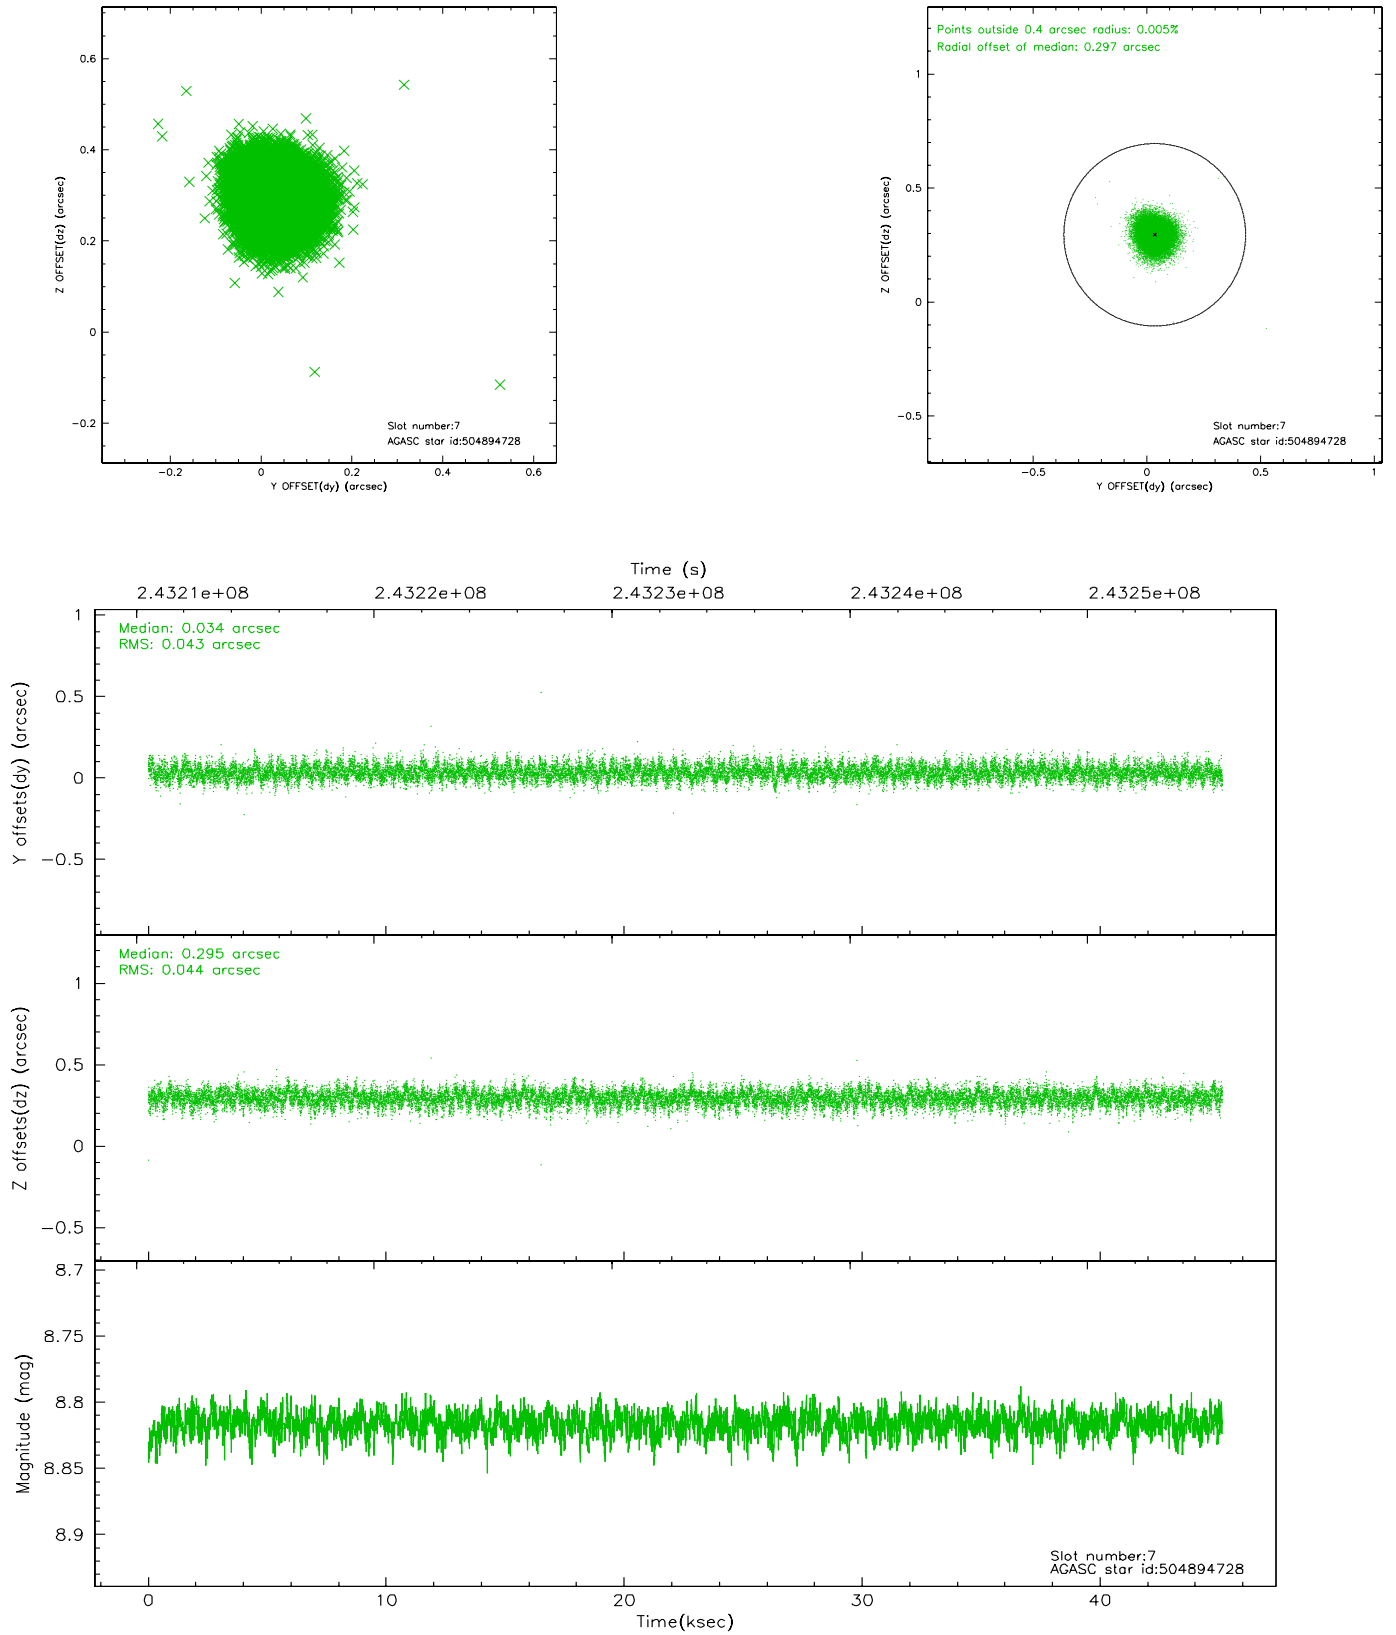 0.6
0.4
0.2
0
−0.2
Z OFFSET(dz) (arcsec)
−0.2 0 0.2 0.4 0.6
Y OFFSET(dy) (arcsec)
Slot number:7
AGASC star id:504894728
Points outside 0.4 arcsec radius: 0.005%
Radial offset of median: 0.297 arcsec
1
0.5
0
−0.5
Z OFFSET(dz) (arcsec)
−0.5 0 0.5 1
Y OFFSET(dy) (arcsec)
Slot number:7
AGASC star id:504894728
Time (s)
2.4321e+08 2.4322e+08 2.4323e+08 2.4324e+08 2.4325e+08
Median: 0.034 arcsec
RMS: 0.043 arcsec
1
0.5
0
−0.5
Y offsets(dy) (arcsec)
Median: 0.295 arcsec
RMS: 0.044 arcsec
1
0.5
0
−0.5
Z offsets(dz) (arcsec)
8.7
8.75
8.8
8.85
8.9
Magnitude (mag)
Slot number:7
AGASC star id:504894728
0 10 20 30 40
Time(ksec)